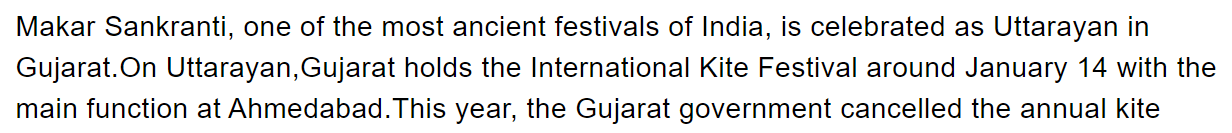 Makar Sankranti, one of the most ancient festivals of India, is celebrated as Uttarayan in
Gujarat.On Uttarayan,Gujarat holds the International Kite Festival around January 14 with the
main function at Ahmedabad.This year, the Gujarat government cancelled the annual kite